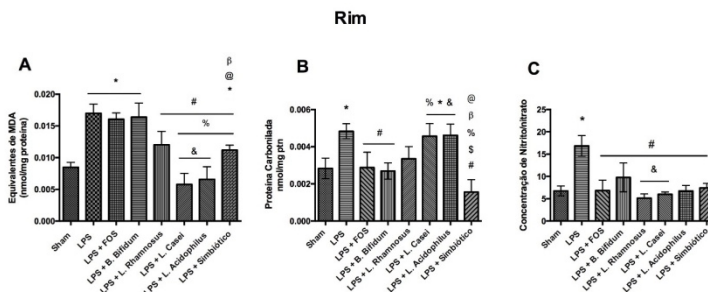 Rim
A
Equivalentes de MDA
(nmol/mg proteína)
0.020
0.015
0.010
0.005
0.000
*
#
%
&
β
@
*
Sham
LPS
LPS + FOS
LPS + B. Bifidum
LPS + L. Rhamnosus
LPS + L. Casei
LPS + L. Acidophilus
LPS + Simbiótico
B
Proteína Carbonilada
nmol/mg ptn
0.006
0.004
0.002
0.000
*
#
% * &
@
β
%
$
#
Sham
LPS
LPS + FOS
LPS + B. Bifidum
LPS + L. Rhamnosus
LPS + L. Casei
LPS + L. Acidophilus
LPS + Simbiótico
C
Concentração de Nitrito/nitrato
25
20
15
10
5
0
*
#
&
Sham
LPS
LPS + FOS
LPS + B. Bifidum
LPS + L. Rhamnosus
LPS + L. Casei
LPS + L. Acidophilus
LPS + Simbiótico